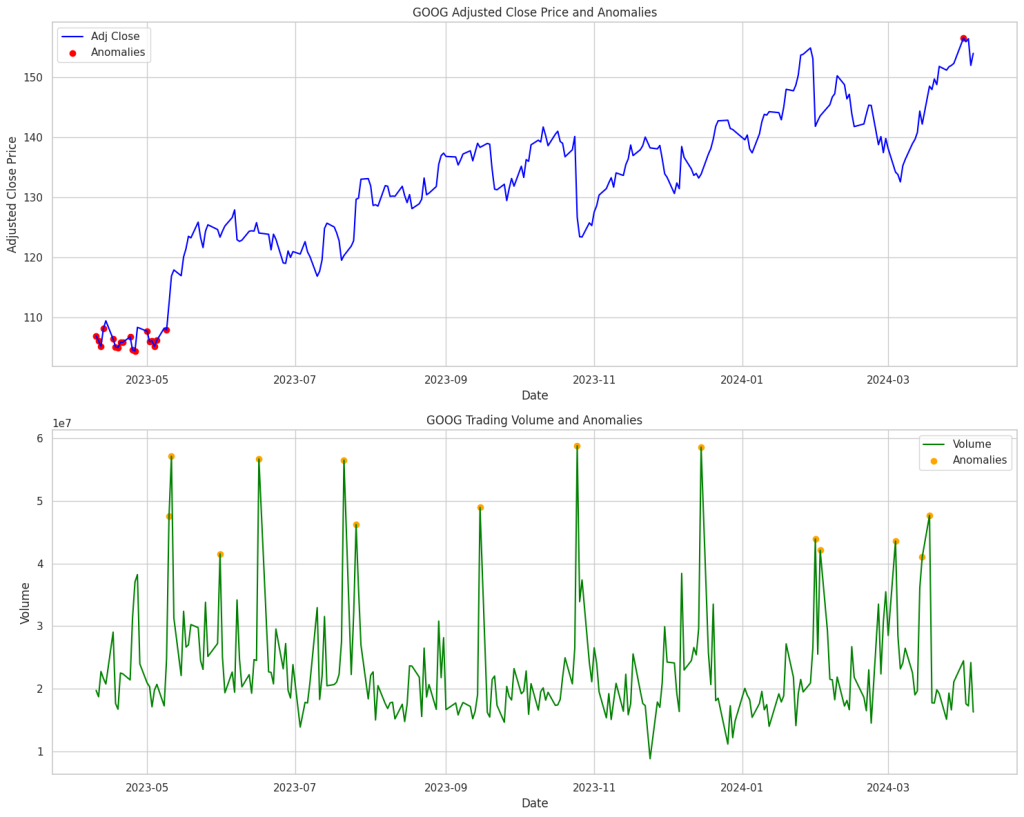 GOOG Adjusted Close Price and Anomalies
Adj Close
Anomalies
Adjusted Close Price
150
140
130
120
110
2023-05 2023-07 2023-09 2023-11 2024-01 2024-03
Date
GOOG Trading Volume and Anomalies
1e7
Volume
Anomalies
Volume
6
5
4
3
2
1
2023-05 2023-07 2023-09 2023-11 2024-01 2024-03
Date